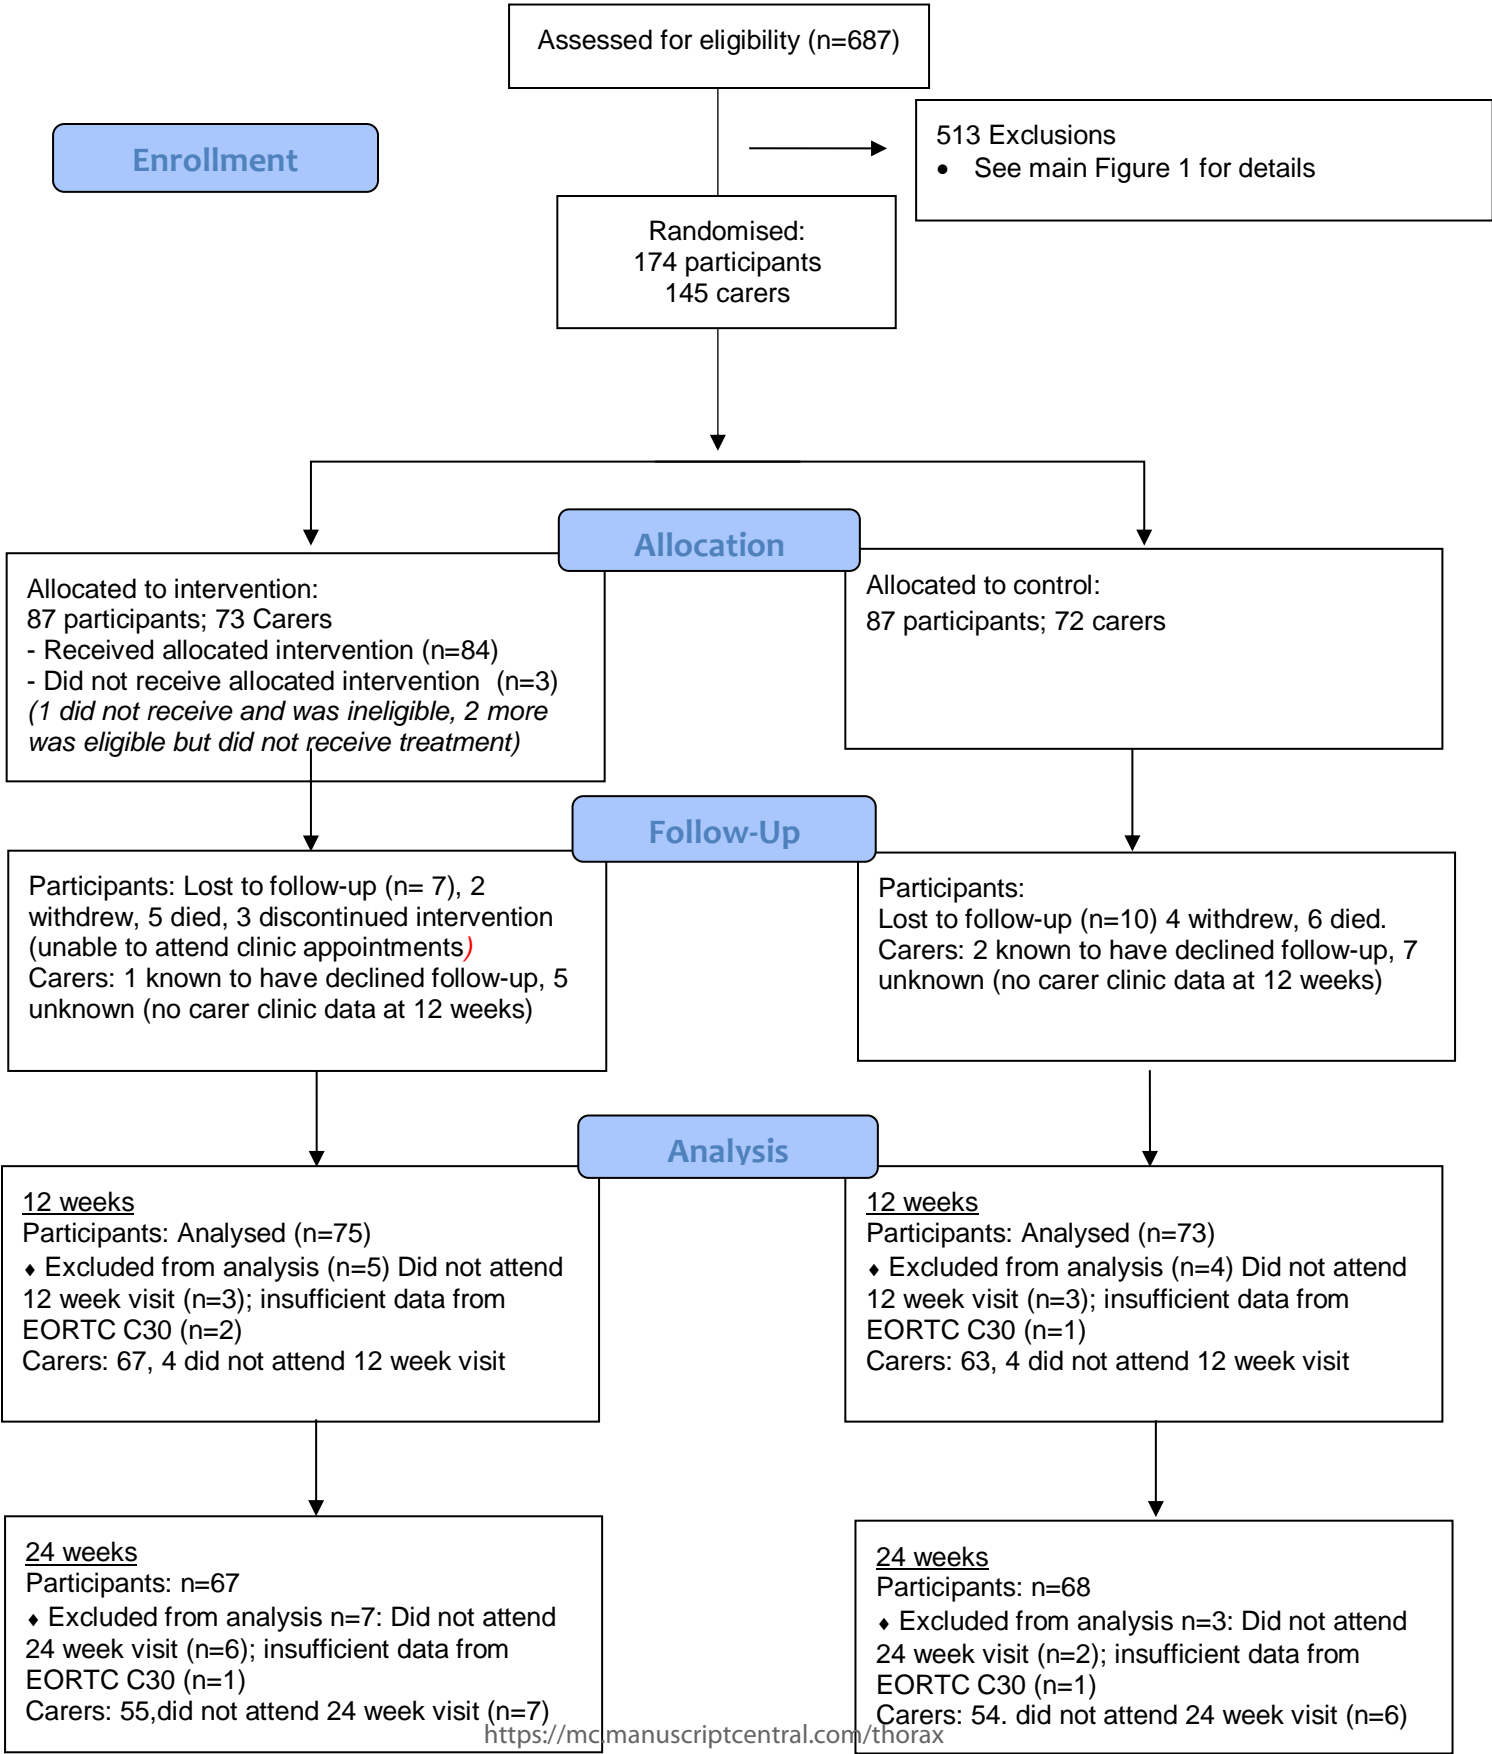 Assessed for eligibility (n=687)
513 Exclusions
• See main Figure 1 for details
Enrollment
Randomised:
174 participants
145 carers
Allocation
Allocated to intervention:
87 participants; 73 Carers
- Received allocated intervention (n=84)
- Did not receive allocated intervention (n=3)
(1 did not receive and was ineligible, 2 more
was eligible but did not receive treatment)
Allocated to control:
87 participants; 72 carers
Follow-Up
Participants: Lost to follow-up (n= 7), 2
withdrew, 5 died, 3 discontinued intervention
(unable to attend clinic appointments)
Carers: 1 known to have declined follow-up, 5
unknown (no carer clinic data at 12 weeks)
Participants:
Lost to follow-up (n=10) 4 withdrew, 6 died.
Carers: 2 known to have declined follow-up, 7
unknown (no carer clinic data at 12 weeks)
Analysis
12 weeks
Participants: Analysed (n=75)
♦ Excluded from analysis (n=5) Did not attend
12 week visit (n=3); insufficient data from
EORTC C30 (n=2)
Carers: 67, 4 did not attend 12 week visit
12 weeks
Participants: Analysed (n=73)
♦ Excluded from analysis (n=4) Did not attend
12 week visit (n=3); insufficient data from
EORTC C30 (n=1)
Carers: 63, 4 did not attend 12 week visit
24 weeks
Participants: n=67
♦ Excluded from analysis n=7: Did not attend
24 week visit (n=6); insufficient data from
EORTC C30 (n=1)
Carers: 55,did not attend 24 week visit (n=7)
24 weeks
Participants: n=68
♦ Excluded from analysis n=3: Did not attend
24 week visit (n=2); insufficient data from
EORTC C30 (n=1)
Carers: 54. did not attend 24 week visit (n=6)
https://mc.manuscriptcentral.com/thorax